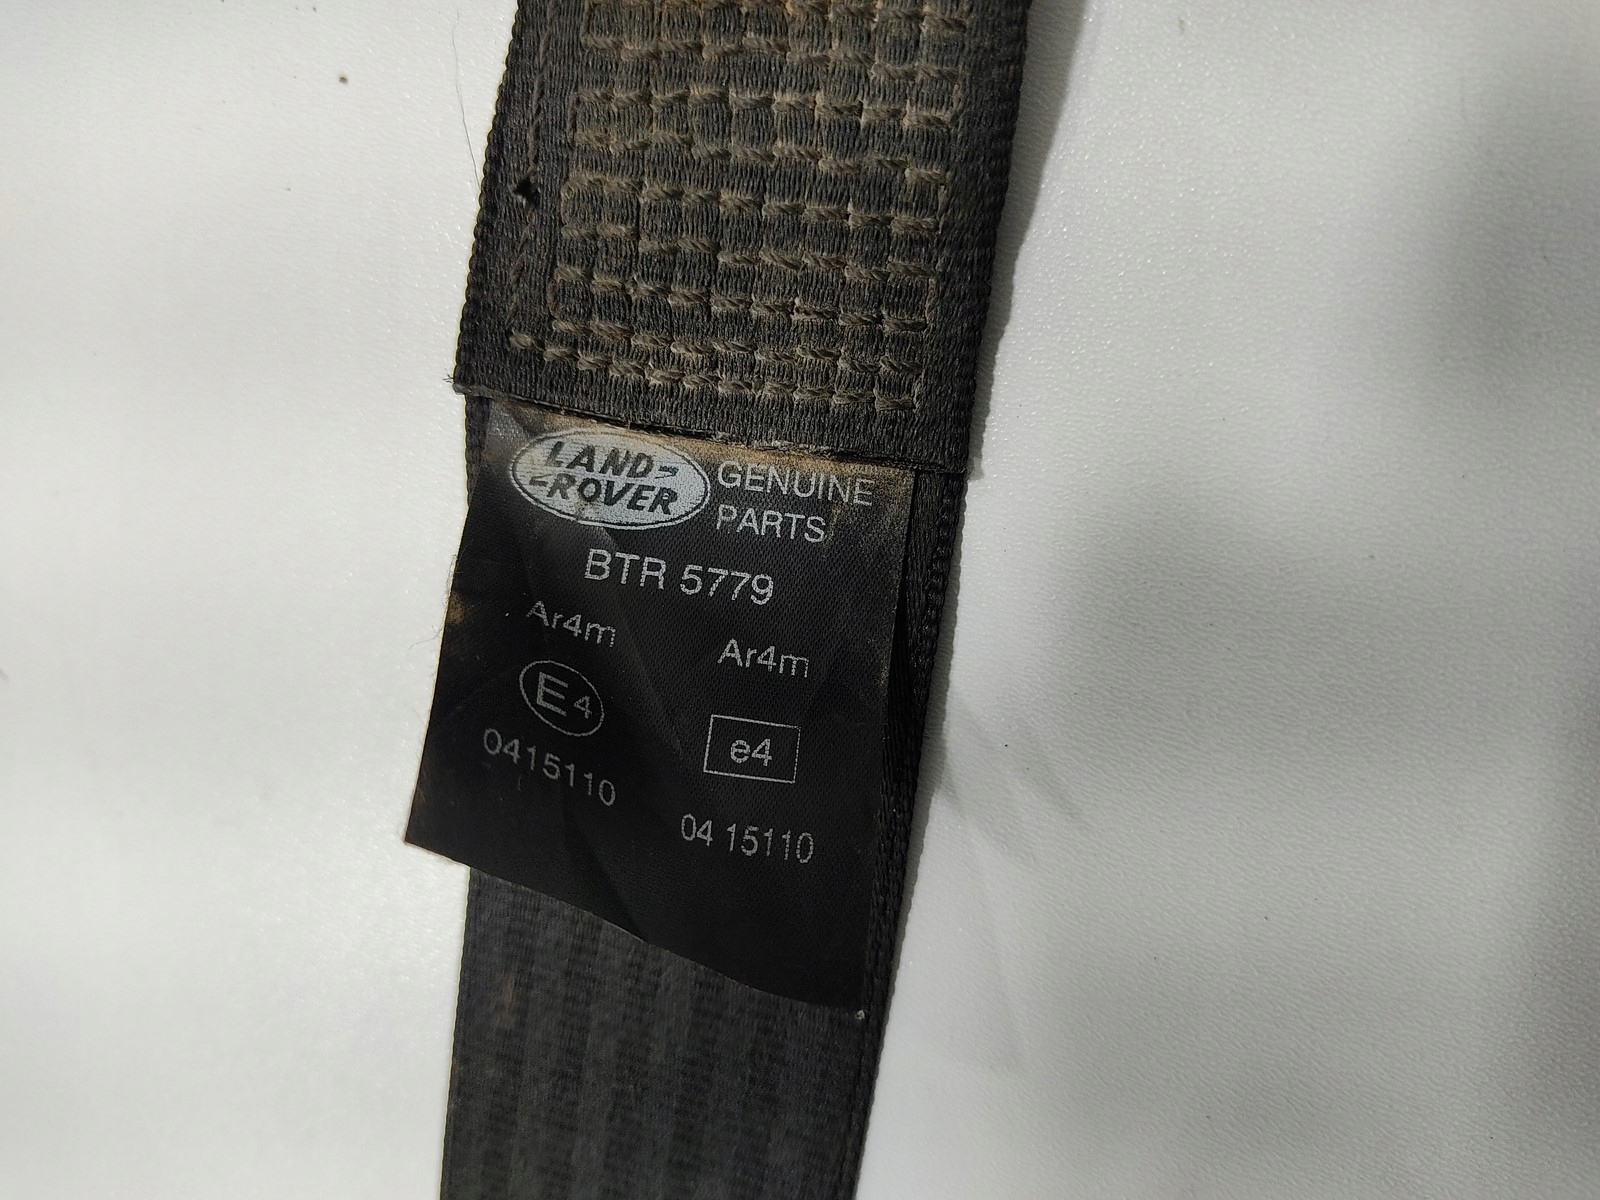 LAND-
-ROVER
GENUINE
PARTS
BTR 5779
Ar4m
Ar4m
E4
e4
0415110
04 15110